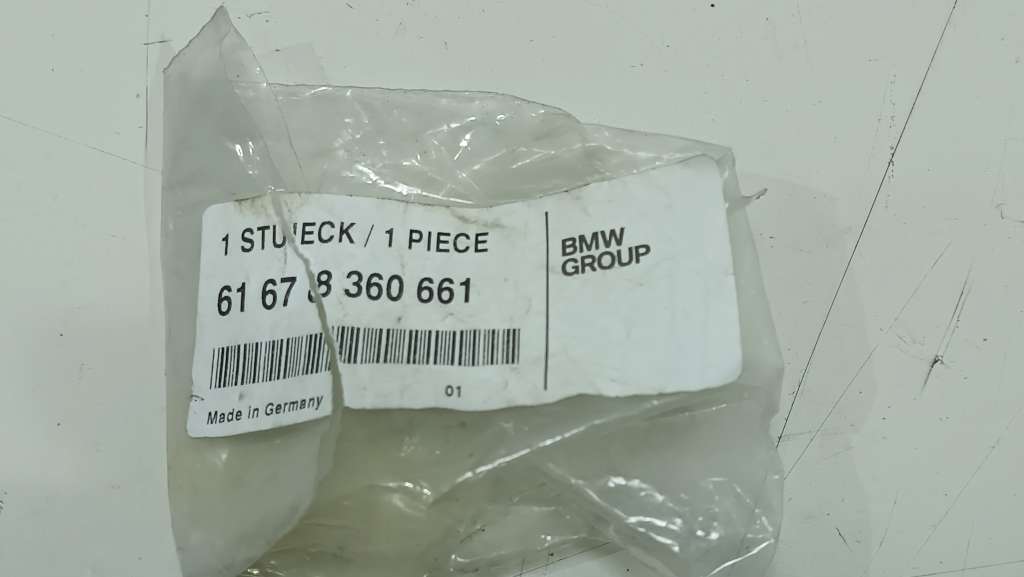 1 STUECK / 1 PIECE
61 67 8 360 661
01
Made in Germany
BMW
GROUP